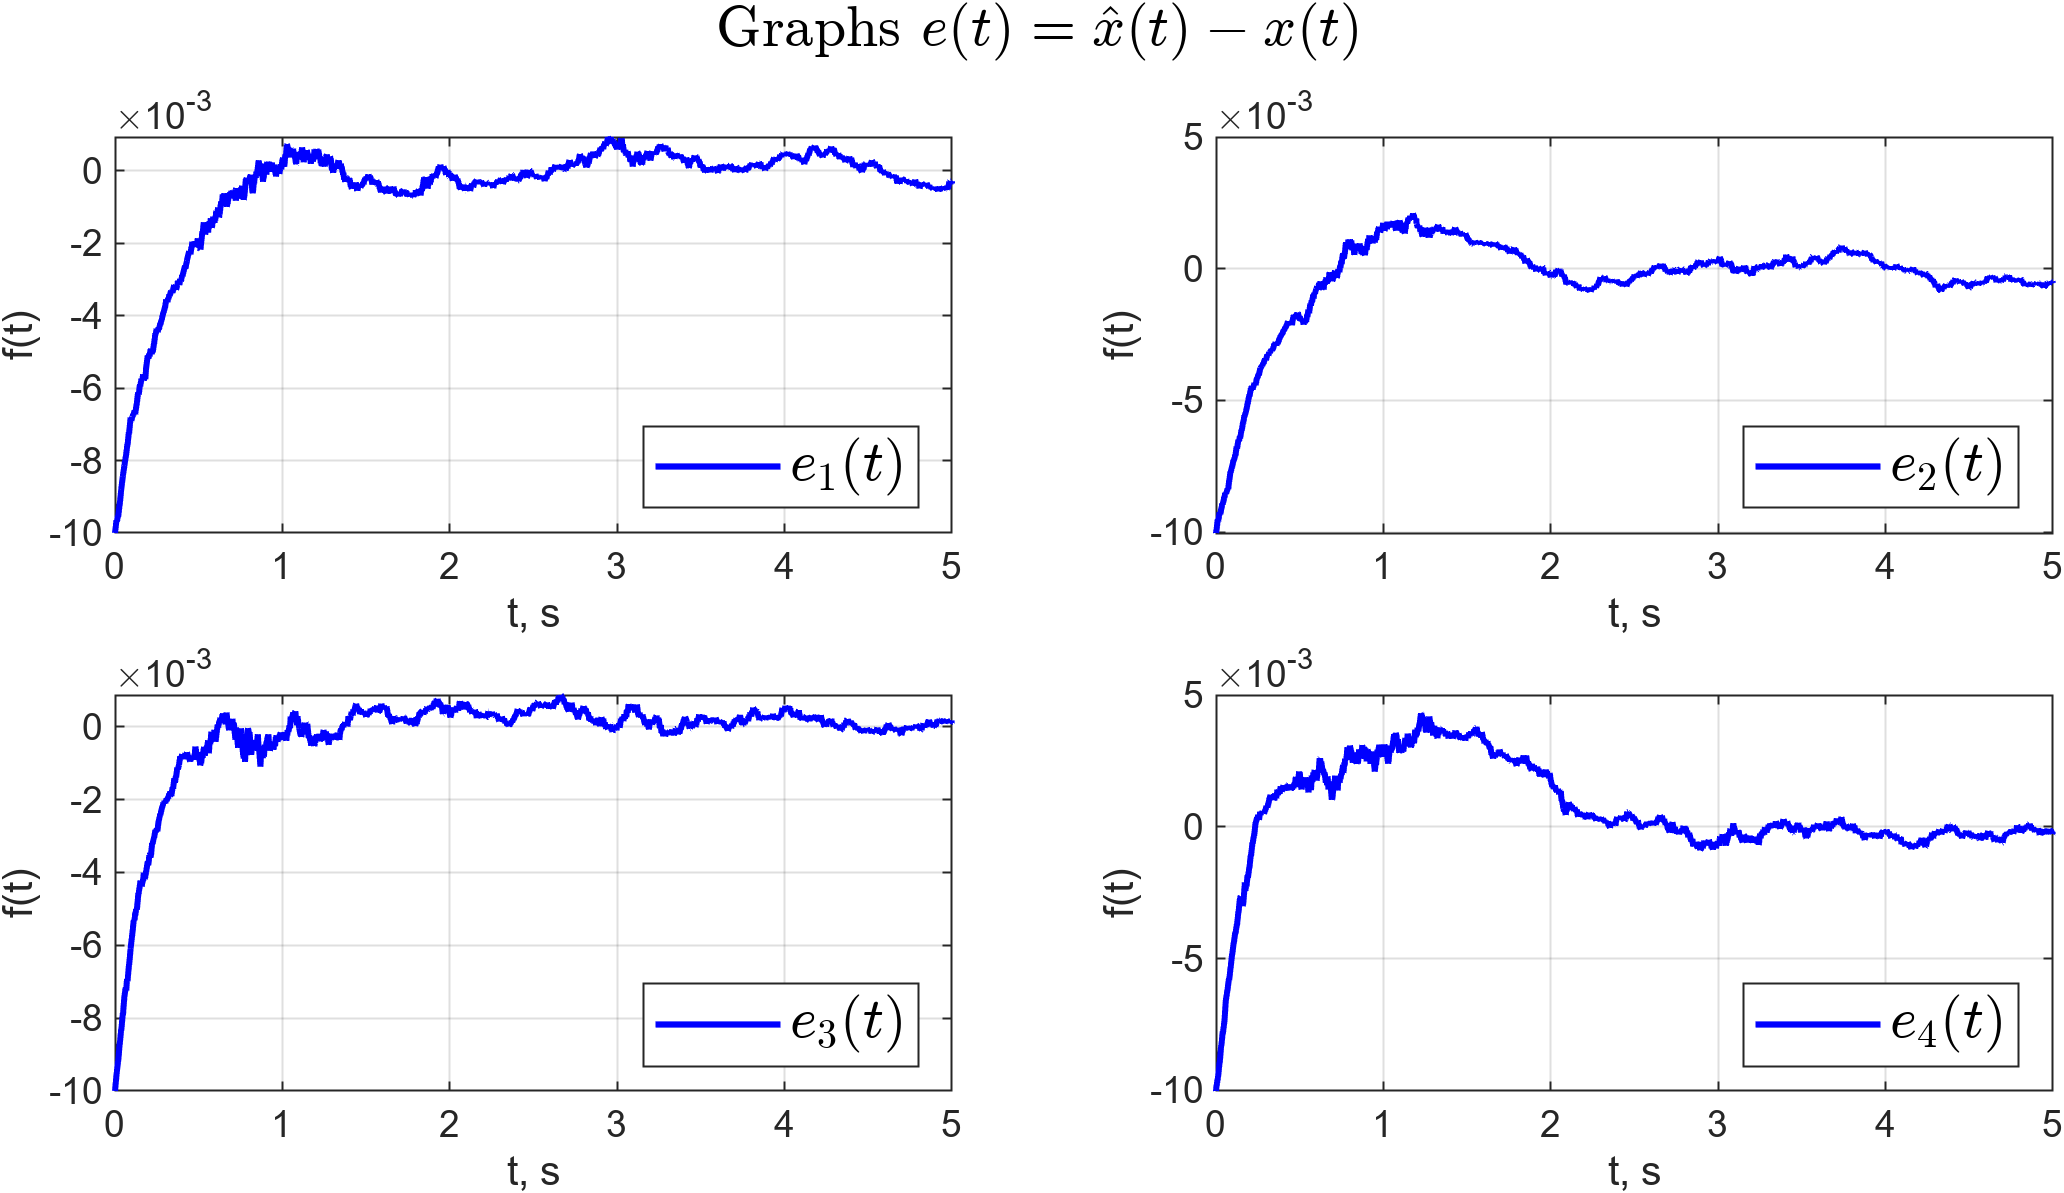 Graphs e(t) = x̂(t) − x(t)
×10⁻³
0
-2
-4
-6
-8
-10
f(t)
0 1 2 3 4 5
t, s
e₁(t)
×10⁻³
5
0
-5
-10
f(t)
0 1 2 3 4 5
t, s
e₂(t)
×10⁻³
0
-2
-4
-6
-8
-10
f(t)
0 1 2 3 4 5
t, s
e₃(t)
×10⁻³
5
0
-5
-10
f(t)
0 1 2 3 4 5
t, s
e₄(t)